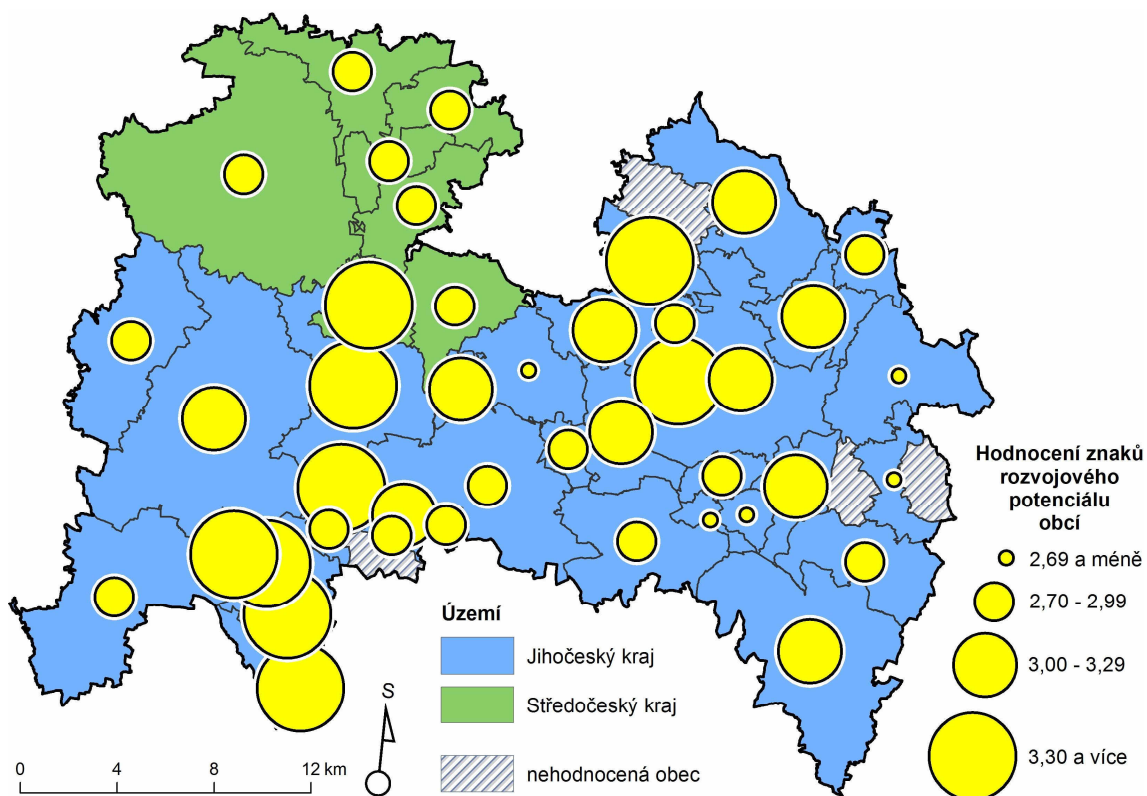 Hodnocení znaků
rozvojového
potenciálu
obcí
2,69 a méně
2,70 - 2,99
3,00 - 3,29
3,30 a více
Území
Jihočeský kraj
Středočeský kraj
nehodnocená obec
S
0 4 8 12 km